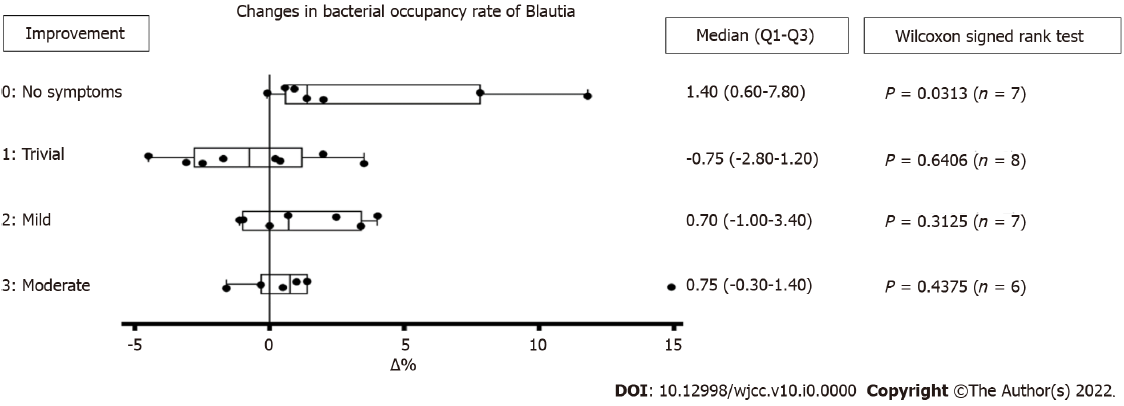 Changes in bacterial occupancy rate of Blautia
Improvement
Median (Q1-Q3)
Wilcoxon signed rank test
0: No symptoms
1.40 (0.60-7.80)
P = 0.0313 (n = 7)
1: Trivial
-0.75 (-2.80-1.20)
P = 0.6406 (n = 8)
2: Mild
0.70 (-1.00-3.40)
P = 0.3125 (n = 7)
3: Moderate
0.75 (-0.30-1.40)
P = 0.4375 (n = 6)
-5 0 5 10 15
Δ%
DOI: 10.12998/wjcc.v10.i0.0000 Copyright ©The Author(s) 2022.